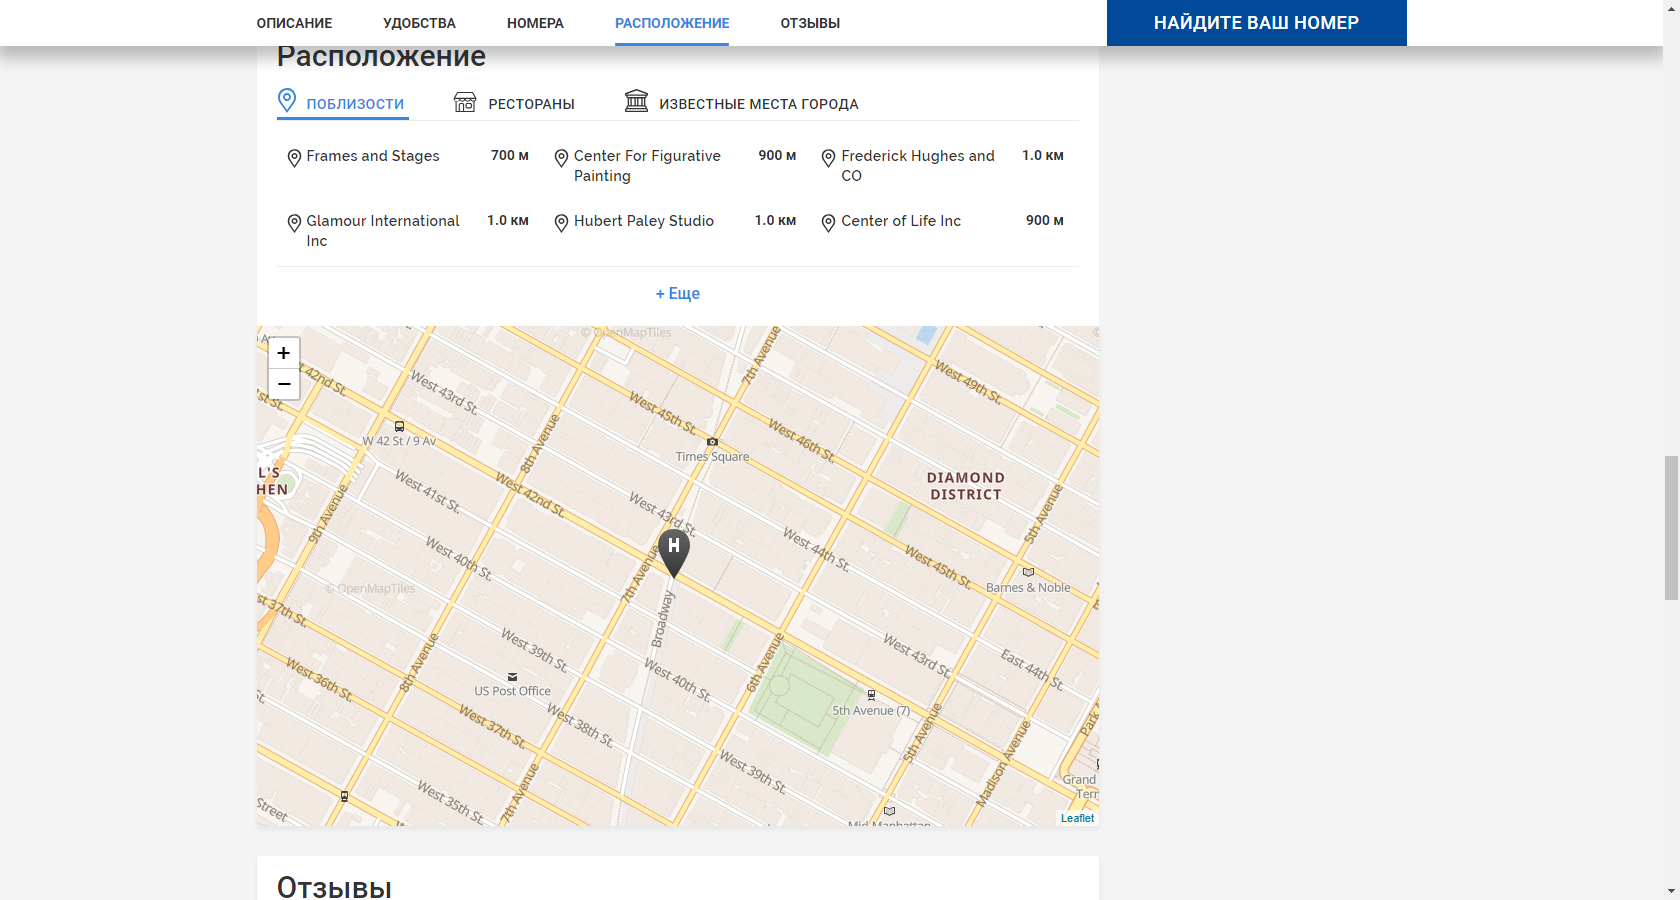 ОПИСАНИЕ УДОБСТВА НОМЕРА РАСПОЛОЖЕНИЕ ОТЗЫВЫ НАЙДИТЕ ВАШ НОМЕР
Расположение
ПОБЛИЗОСТИ РЕСТОРАНЫ ИЗВЕСТНЫЕ МЕСТА ГОРОДА
Frames and Stages 700 м
Center For Figurative 900 м
Painting
Frederick Hughes and 1.0 км
CO
Glamour International 1.0 км
Inc
Hubert Paley Studio 1.0 км
Center of Life Inc 900 м
+ Еще
© OpenMapTiles
+
−
42nd St.
West 43rd St.
7th Avenue
West 49th St.
West 45th St.
West 46th St.
W 42 St / 9 Av
8th Avenue
Times Square
L'S
HEN
DIAMOND
DISTRICT
West 41st St.
West 42nd St.
West 43rd St.
9th Avenue
5th Avenue
West 44th St.
H
West 40th St.
7th Avenue
West 45th St.
Barnes & Noble
© OpenMapTiles
st 37th St.
Broadway
West 39th St.
8th Avenue
6th Avenue
West 43rd St.
East 44th St.
West 36th St.
West 40th St.
US Post Office
5th Avenue (7)
West 37th St.
West 38th St.
5th Avenue
Park A
Madison Avenue
West 39th St.
Grand
Term
West 35th St.
7th Avenue
Street
Mid-Manhattan
Leaflet
Отзывы